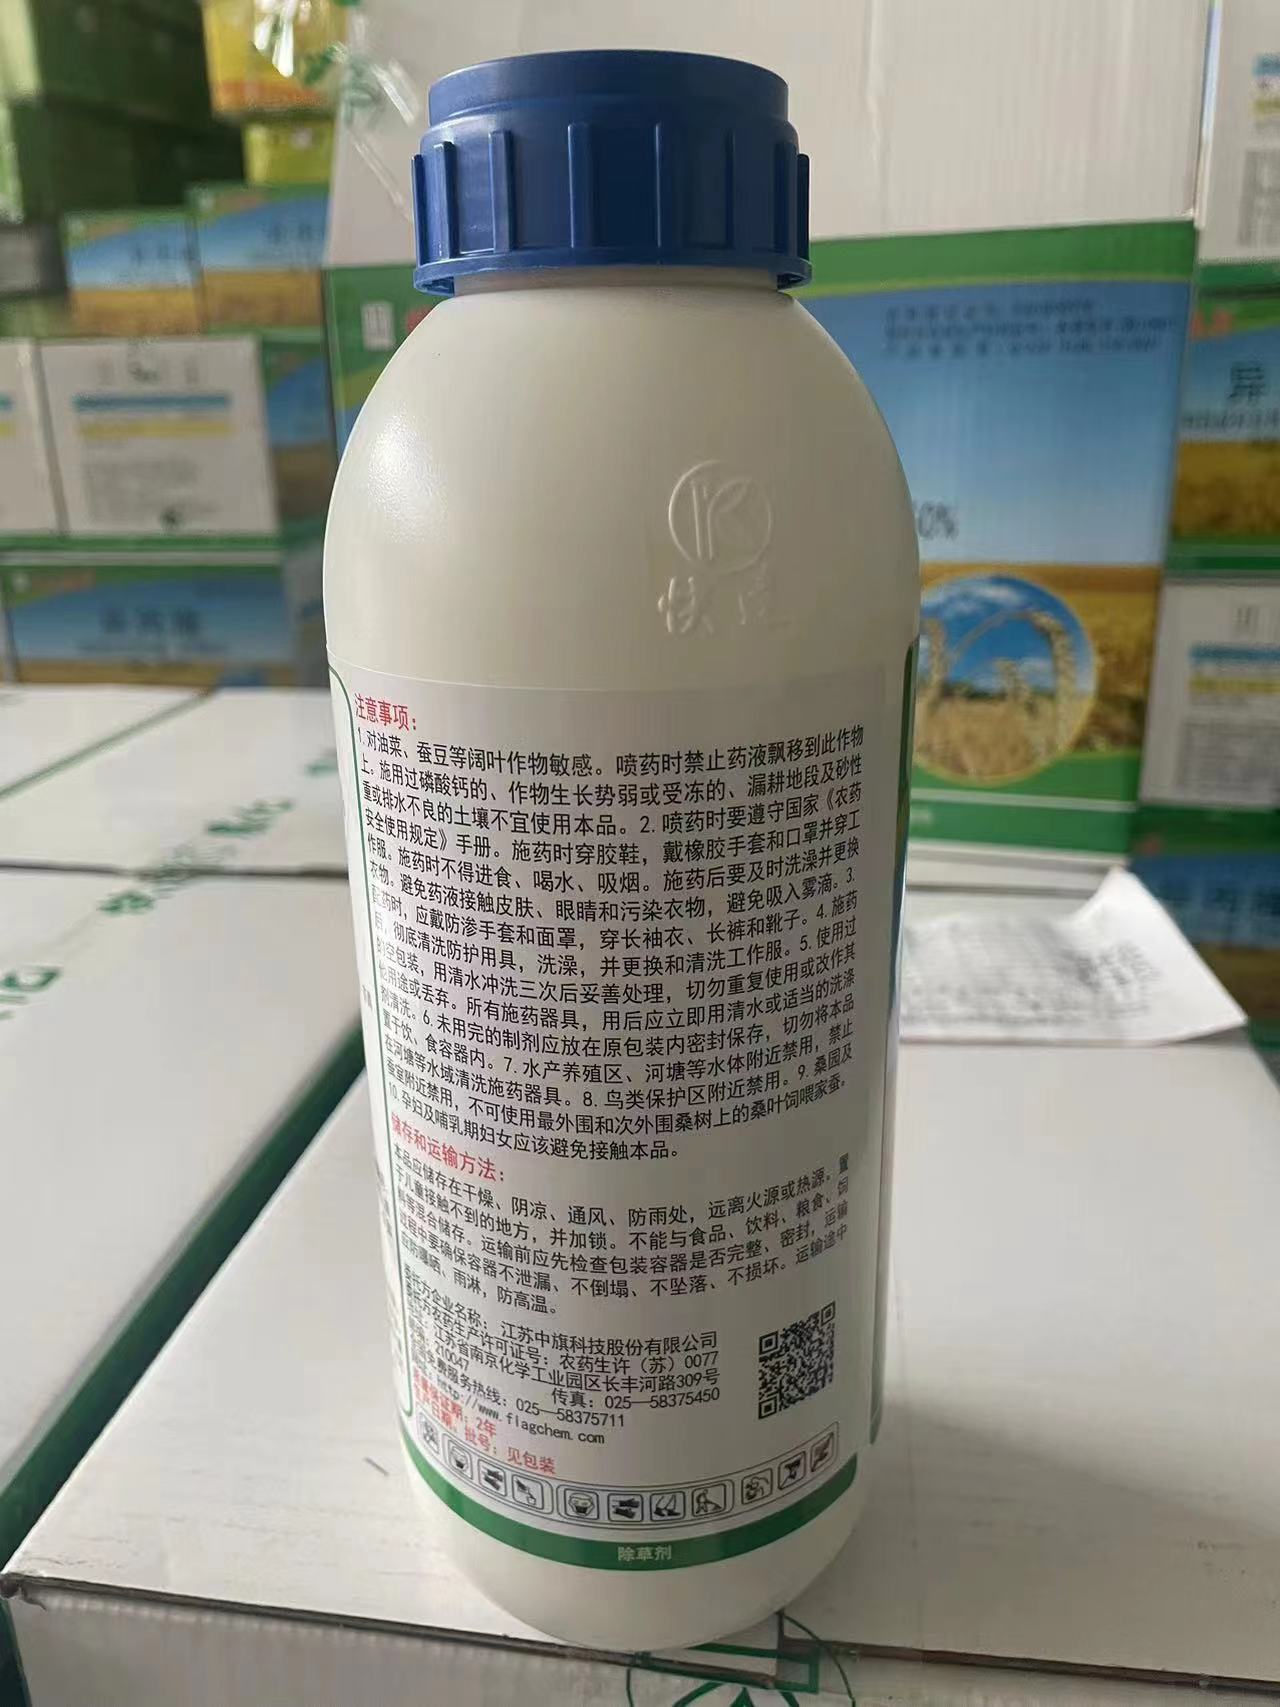 注意事项：
1.对油菜、蚕豆等阔叶作物敏感。喷药时禁止药液飘移到此作物
上。施用过磷酸钙的、作物生长势弱或受冻的、漏耕地段及砂性
重或排水不良的土壤不宜使用本品。2.喷药时要遵守国家《农药
安全使用规定》手册。施药时穿胶鞋，戴橡胶手套和口罩并穿工
作服。施药时不得进食、喝水、吸烟。施药后要及时洗澡并更换
衣物。避免药液接触皮肤、眼睛和污染衣物，避免吸入雾滴。3.
配药时，应戴防渗手套和面罩，穿长袖衣、长裤和靴子。4.施药
后，彻底清洗防护用具，洗澡，并更换和清洗工作服。5.使用过
的空包装，用清水冲洗三次后妥善处理，切勿重复使用或改作其
他用途或丢弃。所有施药器具，用后应立即用清水或适当的洗涤
剂清洗。6.未用完的制剂应放在原包装内密封保存，切勿将本品
置于饮、食容器内。7.水产养殖区、河塘等水体附近禁用，禁止
在河塘等水域清洗施药器具。8.鸟类保护区附近禁用。9.桑园及
蚕室附近禁用，不可使用最外围和次外围桑树上的桑叶饲喂家蚕。
10.孕妇及哺乳期妇女应该避免接触本品。
储存和运输方法：
本品应储存在干燥、阴凉、通风、防雨处，远离火源或热源。置
于儿童接触不到的地方，并加锁。不能与食品、饮料、粮食、饲
料等混合储存。运输前应先检查包装容器是否完整、密封，运输
过程中要确保容器不泄漏、不倒塌、不坠落、不损坏。运输途中
应防曝晒、雨淋，防高温。
委托方企业名称：江苏中旗科技股份有限公司
委托方农药生产许可证号：农药生许（苏）0077
江苏省南京化学工业园区长丰河路309号
210047 传真：025—58375450
服务热线：025—58375711
http://www.flagchem.com
质量保证期：2年
生产日期、批号：见包装
除草剂
50%
异